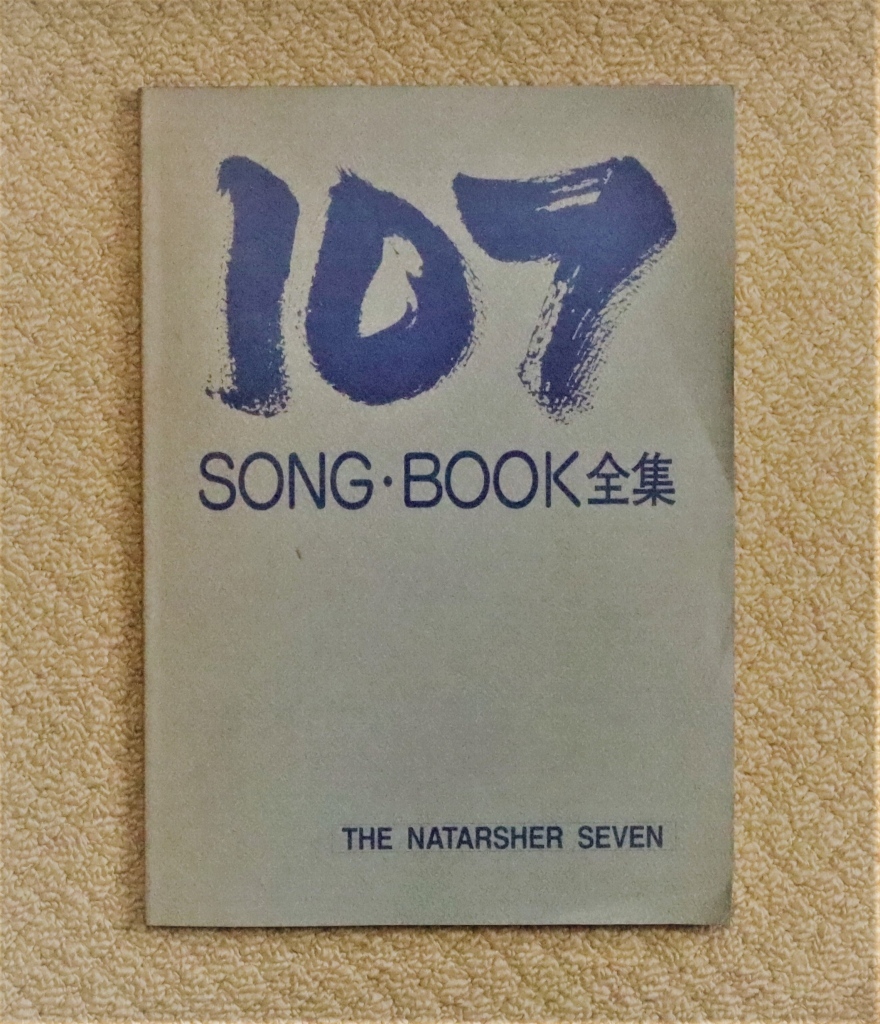 107
SONG・BOOK全集
THE NATARSHER SEVEN